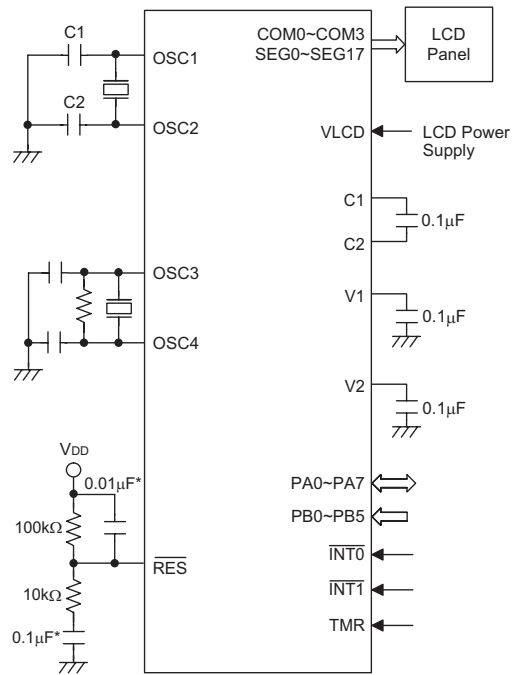 C1
OSC1
C2
OSC2
OSC3
OSC4
VDD
0.01μF*
100kΩ
RES
10kΩ
0.1μF*
COM0~COM3
SEG0~SEG17
LCD
Panel
VLCD
LCD Power
Supply
C1
0.1μF
C2
V1
0.1μF
V2
0.1μF
PA0~PA7
PB0~PB5
INT0
INT1
TMR